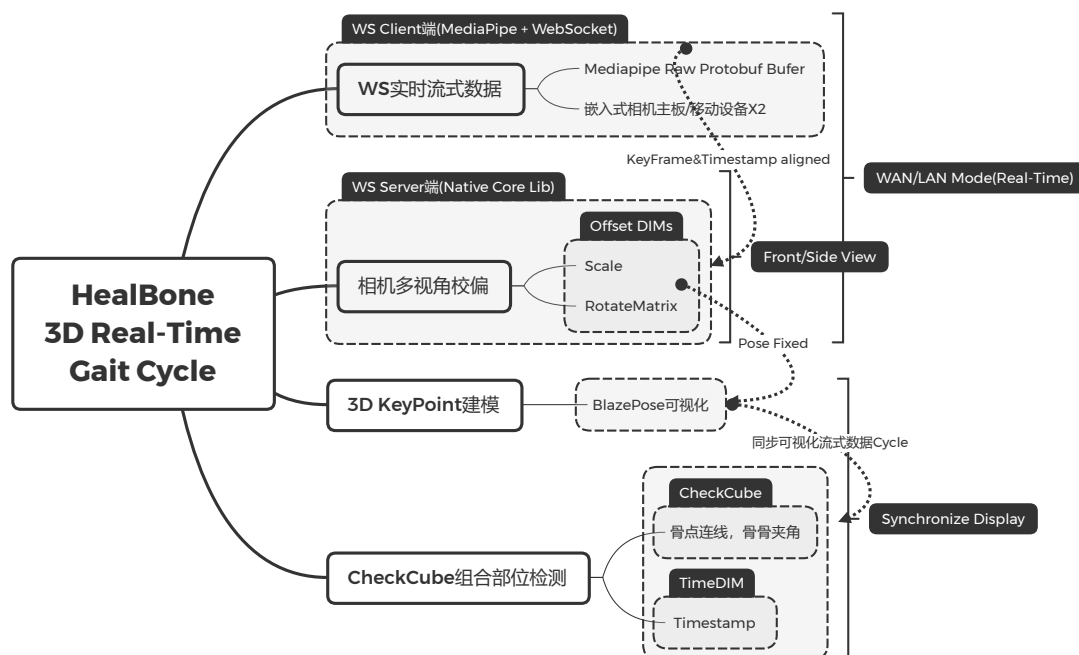 WS Client端(MediaPipe + WebSocket)
WS实时流式数据
Mediapipe Raw Protobuf Bufer
嵌入式相机主板/移动设备X2
KeyFrame&Timestamp aligned
WAN/LAN Mode(Real-Time)
WS Server端(Native Core Lib)
Offset DIMs
相机多视角校偏
Scale
RotateMatrix
Front/Side View
HealBone
3D Real-Time
Gait Cycle
Pose Fixed
3D KeyPoint建模
BlazePose可视化
同步可视化流式数据Cycle
CheckCube
骨点连线，骨骨夹角
Synchronize Display
CheckCube组合部位检测
TimeDIM
Timestamp